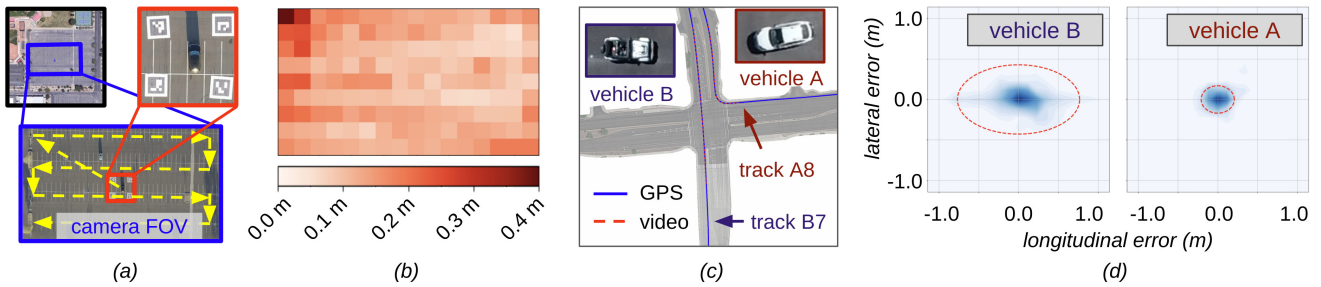 camera FOV
(a)
0.0 m
0.1 m
0.2 m
0.3 m
0.4 m
(b)
vehicle B
vehicle A
track A8
GPS
video
track B7
(c)
lateral error (m)
1.0
0.0
-1.0
vehicle B
vehicle A
-1.0
0.0
1.0
-1.0
0.0
1.0
longitudinal error (m)
(d)